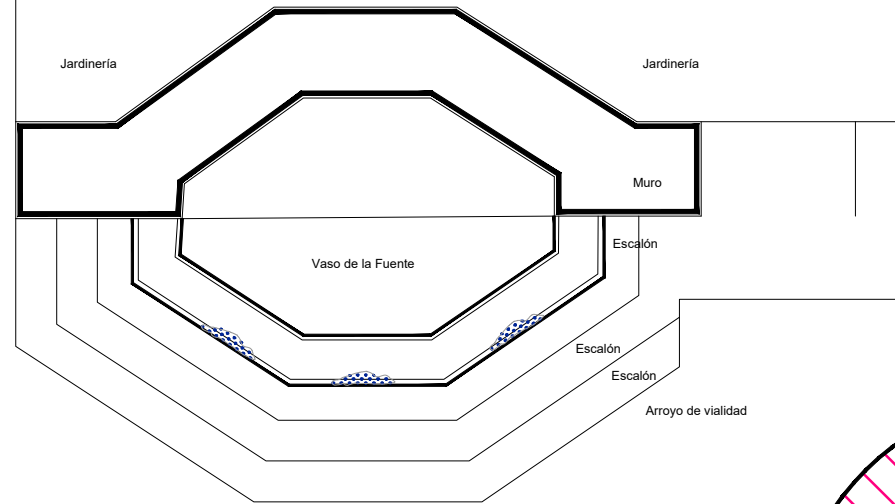 Jardinería
Jardinería
Muro
Escalón
Vaso de la Fuente
Escalón
Escalón
Arroyo de vialidad